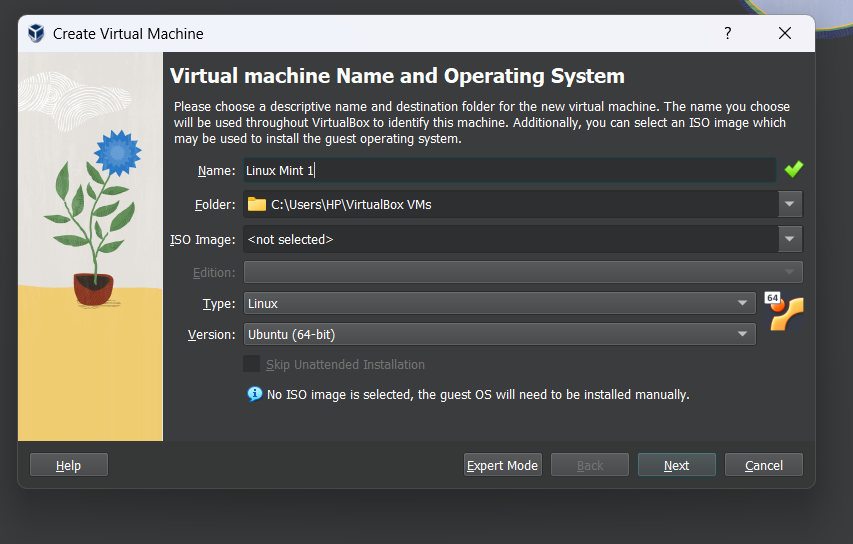 Create Virtual Machine
?
Virtual machine Name and Operating System
Please choose a descriptive name and destination folder for the new virtual machine. The name you choose
will be used throughout VirtualBox to identify this machine. Additionally, you can select an ISO image which
may be used to install the guest operating system.
Name: Linux Mint 1
Folder: C:\Users\HP\VirtualBox VMs
ISO Image: <not selected>
Edition:
Type: Linux
64
Version: Ubuntu (64-bit)
Skip Unattended Installation
No ISO image is selected, the guest OS will need to be installed manually.
Help Expert Mode Back Next Cancel